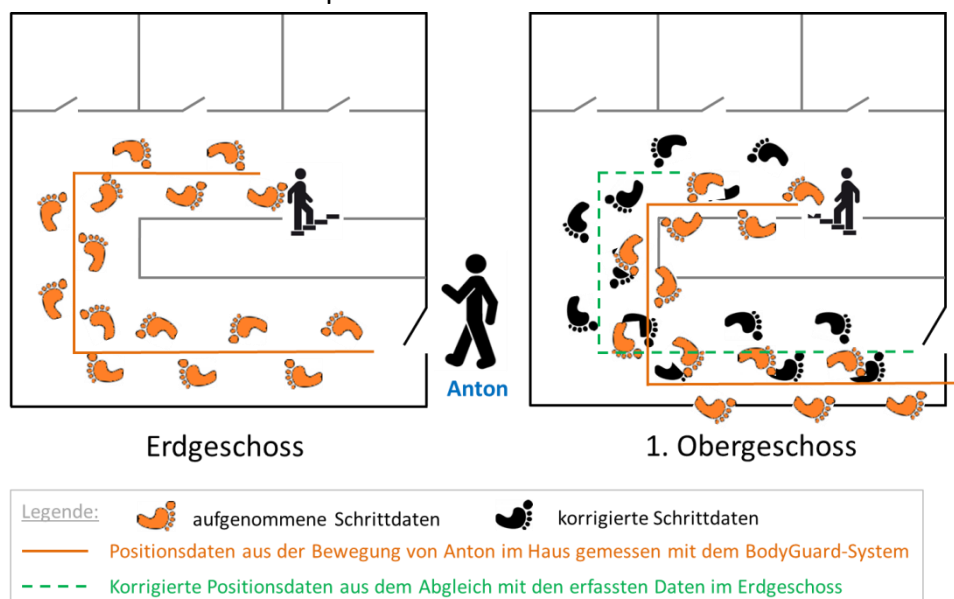 Anton
Erdgeschoss
1. Obergeschoss
Legende:
aufgenommene Schrittdaten
korrigierte Schrittdaten
Positionsdaten aus der Bewegung von Anton im Haus gemessen mit dem BodyGuard-System
Korrigierte Positionsdaten aus dem Abgleich mit den erfassten Daten im Erdgeschoss